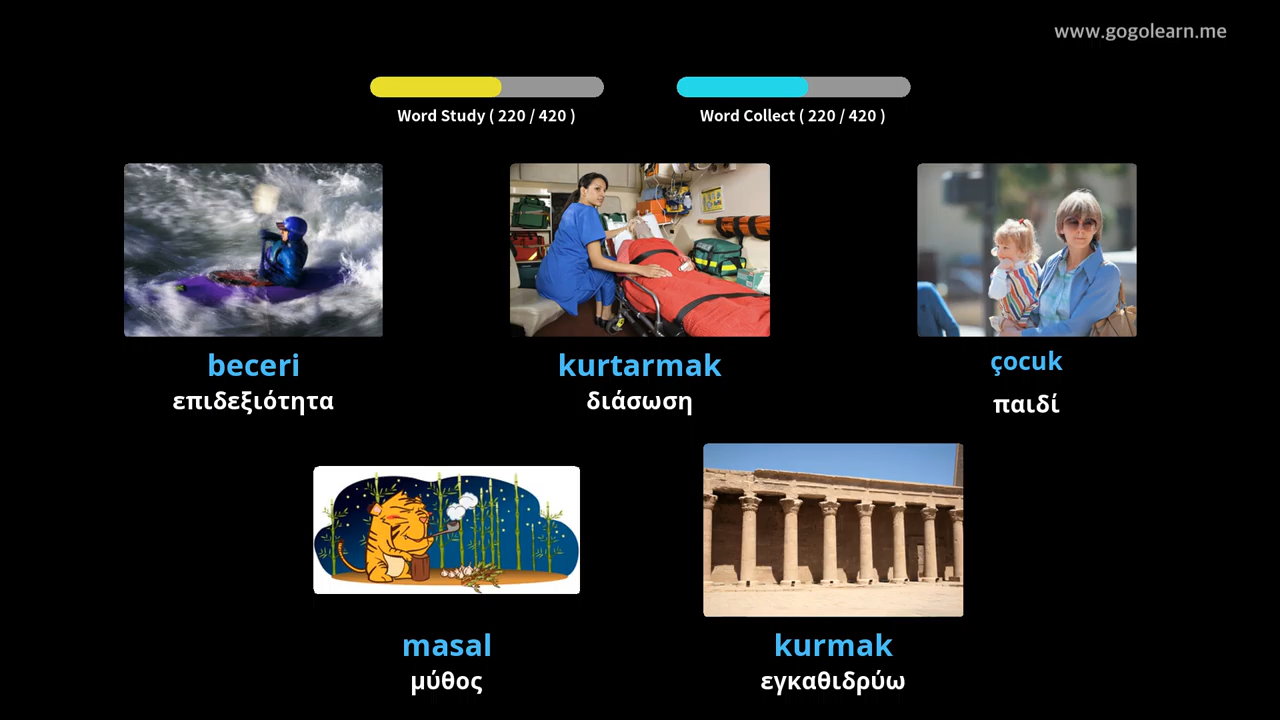 www.gogolearn.me
Word Study ( 220 / 420 )
Word Collect ( 220 / 420 )
beceri
επιδεξιότητα
kurtarmak
διάσωση
çocuk
παιδί
masal
μύθος
kurmak
εγκαθιδρύω